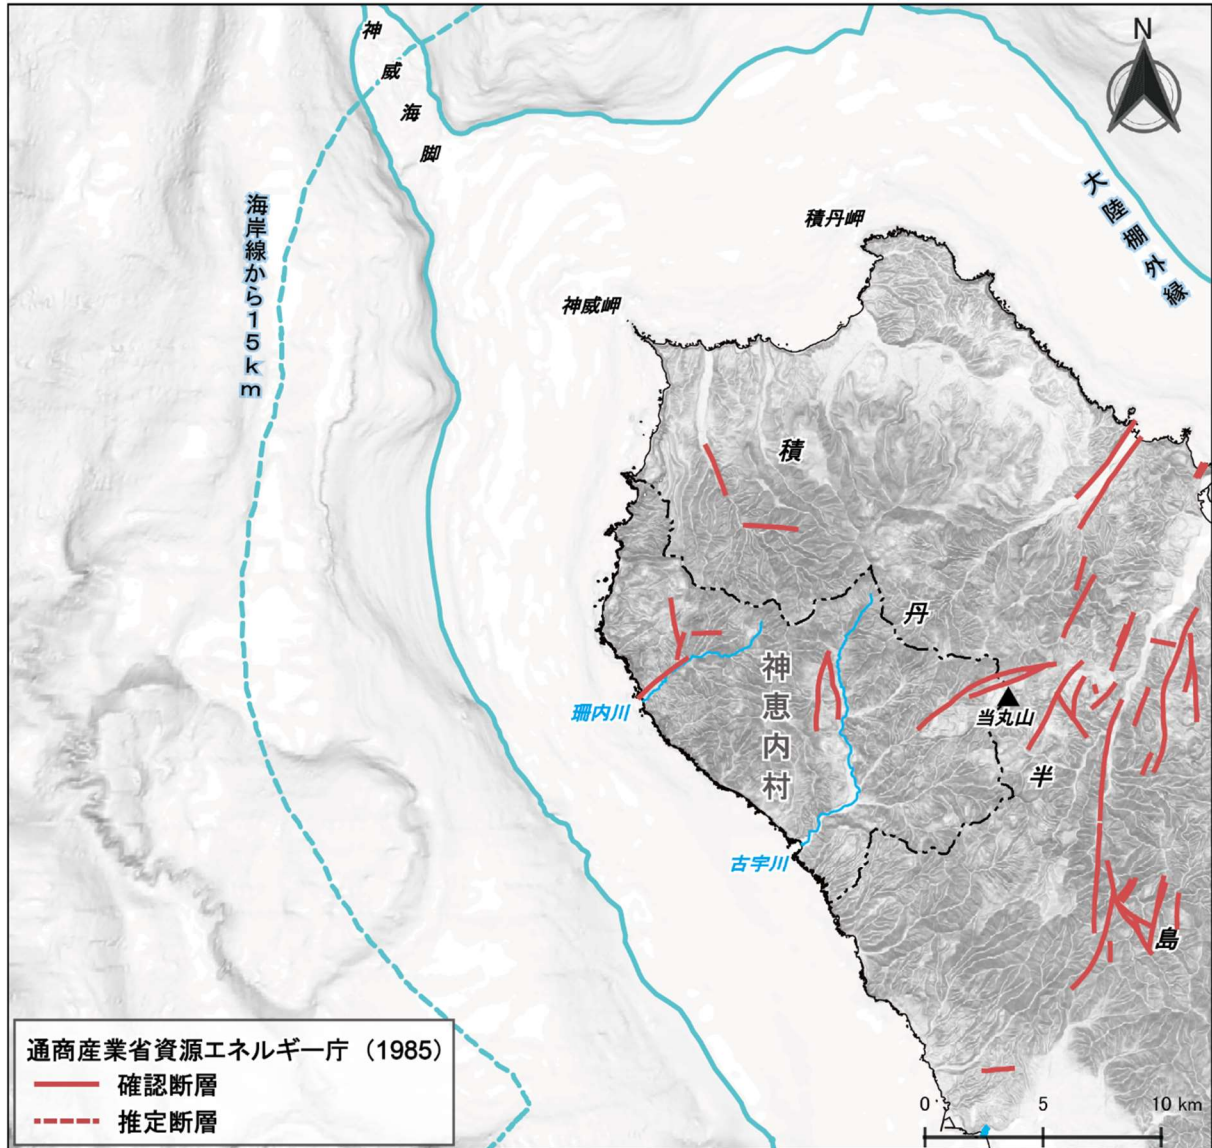 神威海脚
N
大陸棚外縁
海岸線から15km
積丹岬
神威岬
積
丹
半
島
神恵内村
珊内川
当丸山
古宇川
通商産業省資源エネルギー庁（1985）
確認断層
推定断層
0 5 10 km